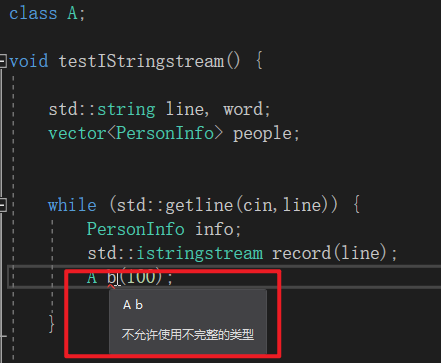 class A;
void testIStringstream() {
std::string line, word;
vector<PersonInfo> people;
while (std::getline(cin,line)) {
PersonInfo info;
std::istringstream record(line);
A b(100);
A b
不允许使用不完整的类型
}